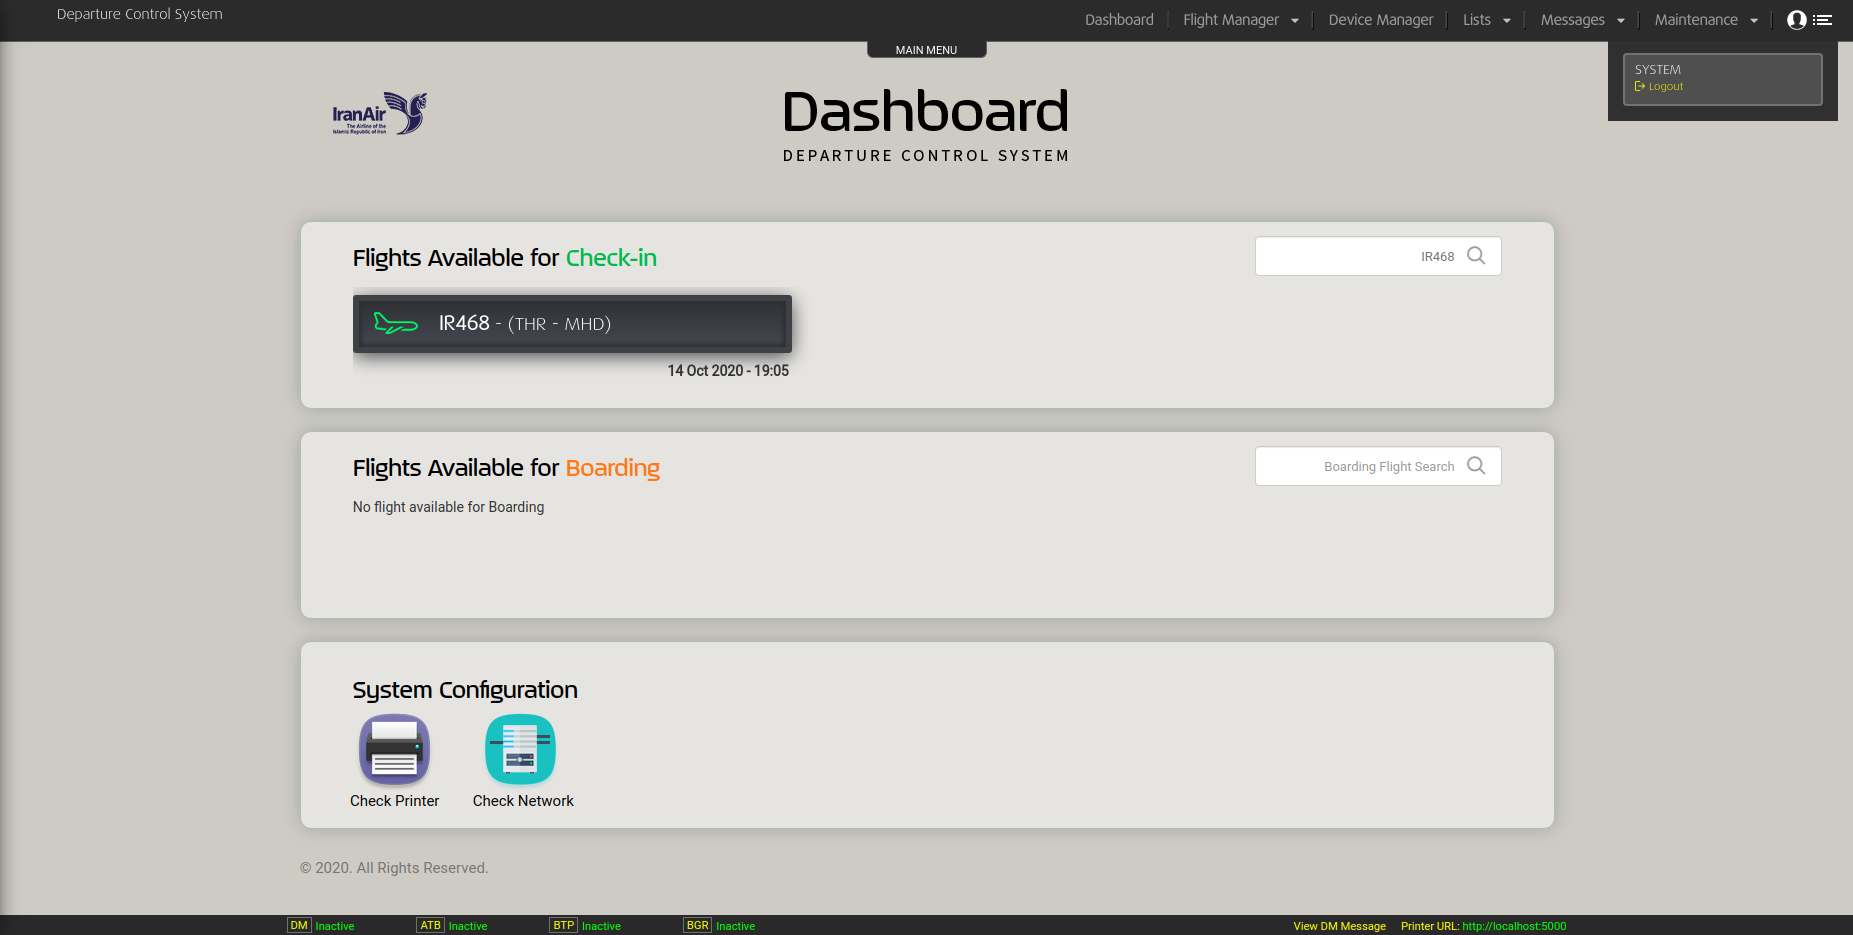 Departure Control System
Dashboard Flight Manager Device Manager Lists Messages Maintenance
MAIN MENU
SYSTEM
Logout
IranAir
The Airline of the
Islamic Republic of Iran
Dashboard
DEPARTURE CONTROL SYSTEM
Flights Available for Check-in
IR468
IR468 - (THR - MHD)
14 Oct 2020 - 19:05
Flights Available for Boarding
Boarding Flight Search
No flight available for Boarding
System Configuration
Check Printer Check Network
© 2020. All Rights Reserved.
DM Inactive ATB Inactive BTP Inactive BGR Inactive View DM Message Printer URL: http://localhost:5000